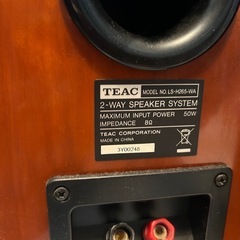 TEAC MODEL NO. LS-H265-WA
2-WAY SPEAKER SYSTEM
MAXIMUM INPUT POWER 50W
IMPEDANCE 8Ω
TEAC CORPORATION
MADE IN CHINA
3Y00248